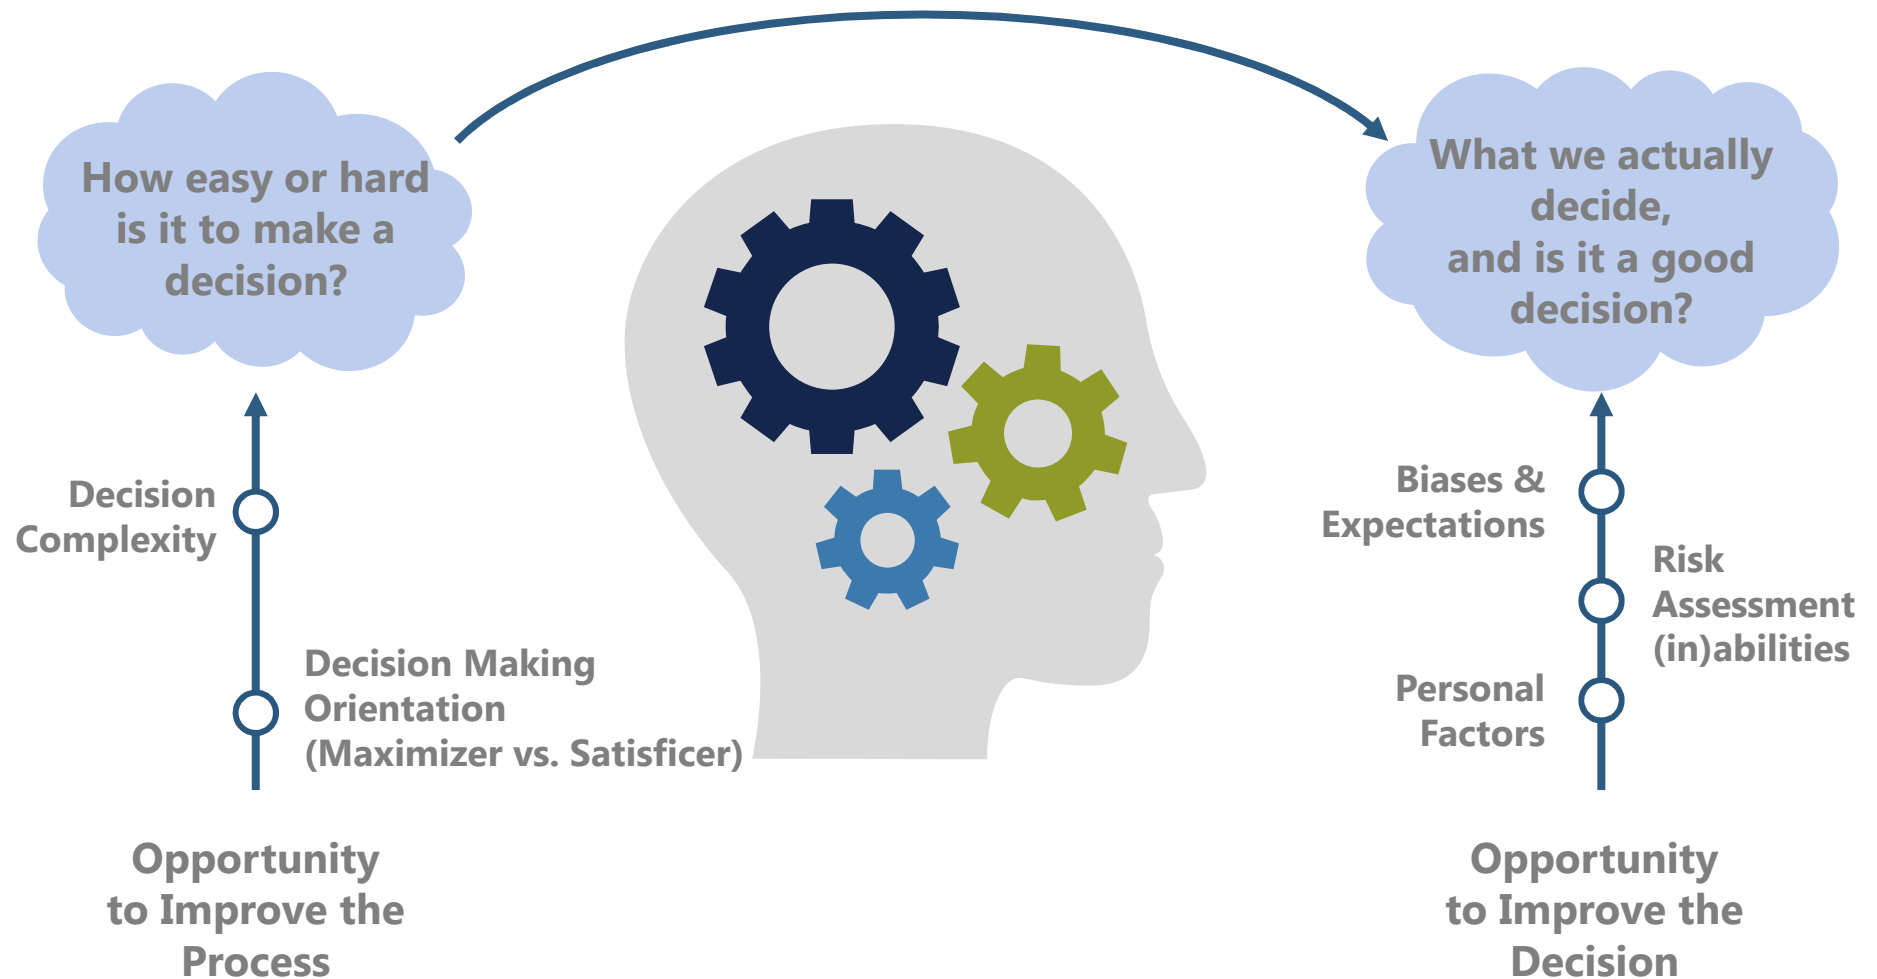 How easy or hard
is it to make a
decision?
What we actually
decide,
and is it a good
decision?
Decision
Complexity
Decision Making
Orientation
(Maximizer vs. Satisficer)
Opportunity
to Improve the
Process
Biases &
Expectations
Risk
Assessment
(in)abilities
Personal
Factors
Opportunity
to Improve the
Decision